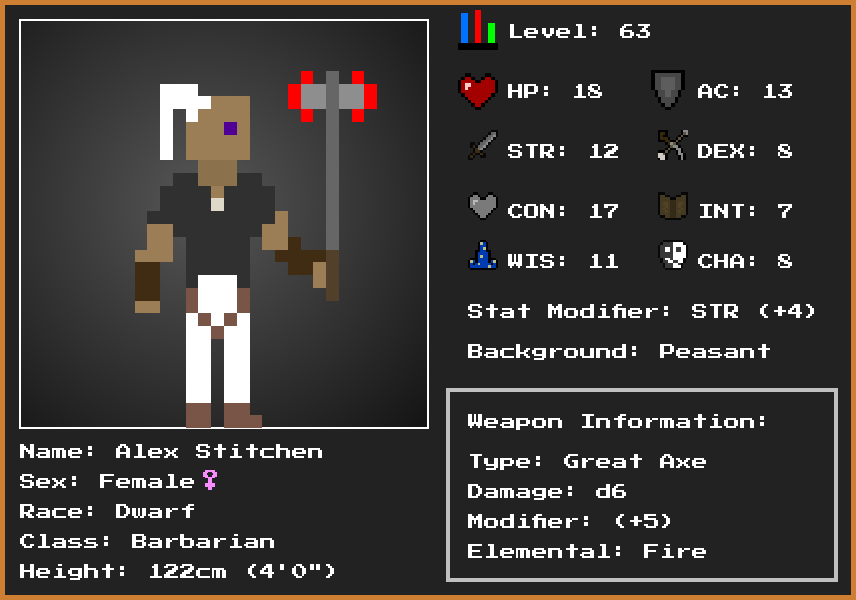 Level: 63
HP: 18 AC: 13
STR: 12 DEX: 8
CON: 17 INT: 7
WIS: 11 CHA: 8
Stat Modifier: STR (+4)
Background: Peasant
Weapon Information:
Type: Great Axe
Damage: d6
Modifier: (+5)
Elemental: Fire
Name: Alex Stitchen
Sex: Female♀
Race: Dwarf
Class: Barbarian
Height: 122cm (4'0")